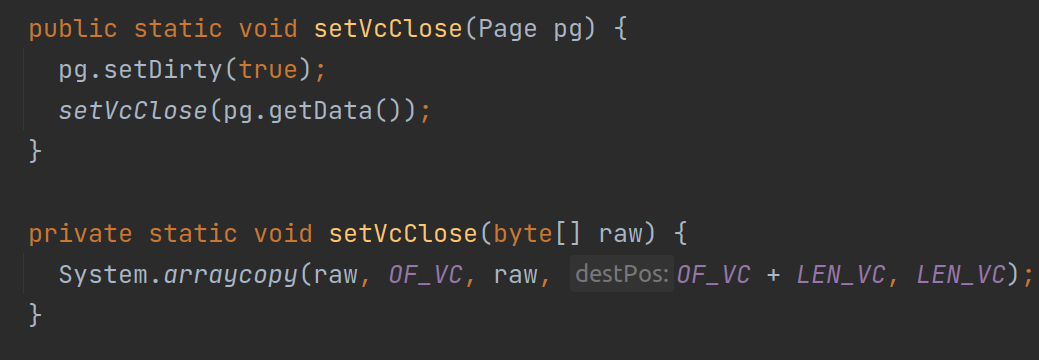 public static void setVcClose(Page pg) {
  pg.setDirty(true);
  setVcClose(pg.getData());
}
private static void setVcClose(byte[] raw) {
  System.arraycopy(raw, OF_VC, raw, destPos: OF_VC + LEN_VC, LEN_VC);
}